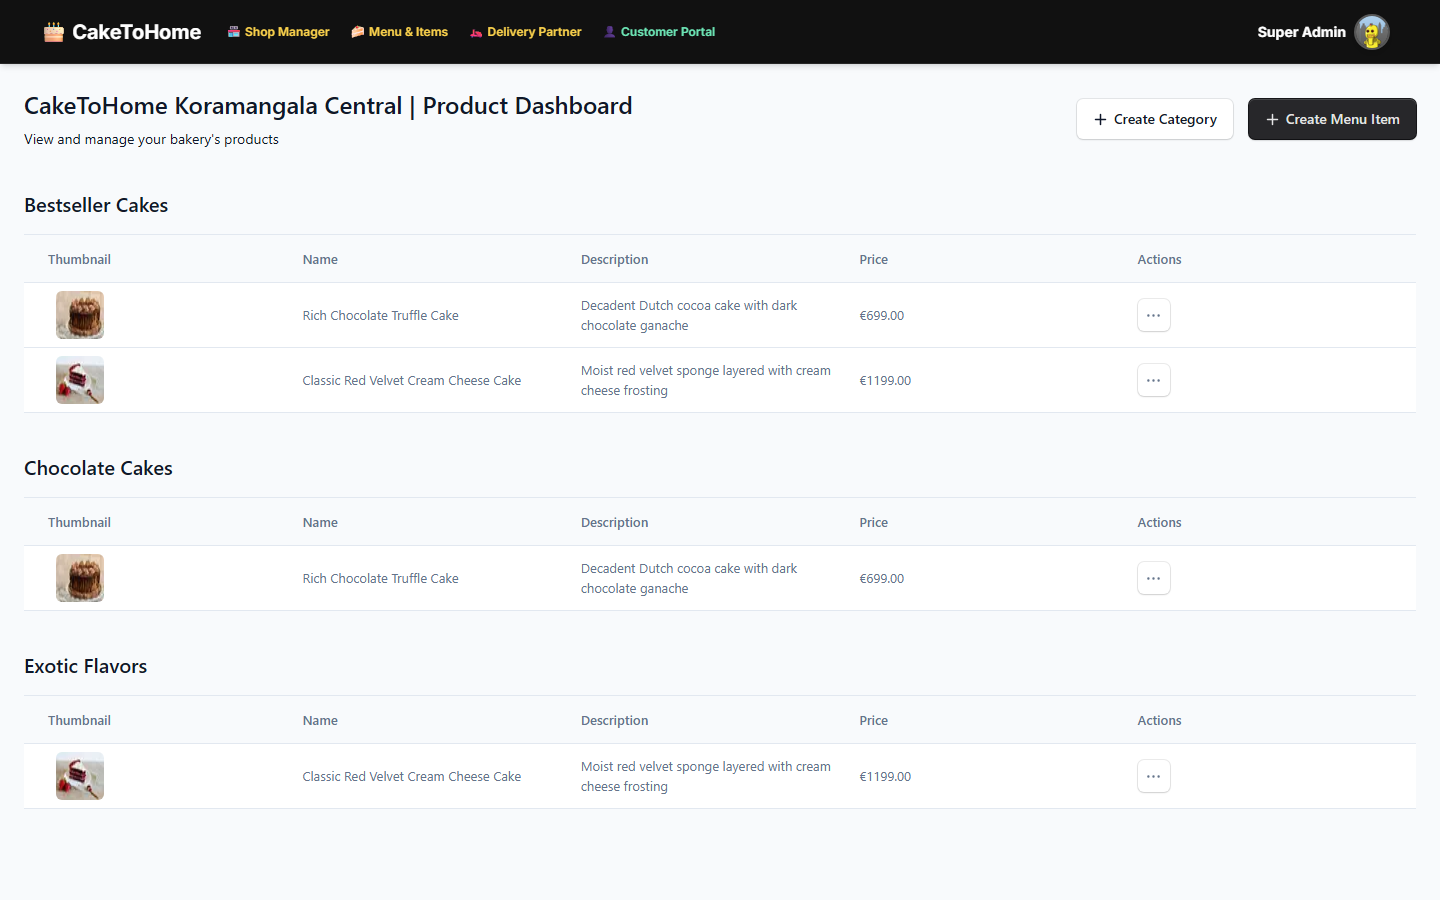 CakeToHome
Shop Manager
Menu & Items
Delivery Partner
Customer Portal
Super Admin
CakeToHome Koramangala Central | Product Dashboard
View and manage your bakery's products
+ Create Category
+ Create Menu Item
Bestseller Cakes
Thumbnail Name Description Price Actions
Rich Chocolate Truffle Cake
Decadent Dutch cocoa cake with dark
chocolate ganache
€699.00
Classic Red Velvet Cream Cheese Cake
Moist red velvet sponge layered with cream
cheese frosting
€1199.00
Chocolate Cakes
Thumbnail Name Description Price Actions
Rich Chocolate Truffle Cake
Decadent Dutch cocoa cake with dark
chocolate ganache
€699.00
Exotic Flavors
Thumbnail Name Description Price Actions
Classic Red Velvet Cream Cheese Cake
Moist red velvet sponge layered with cream
cheese frosting
€1199.00